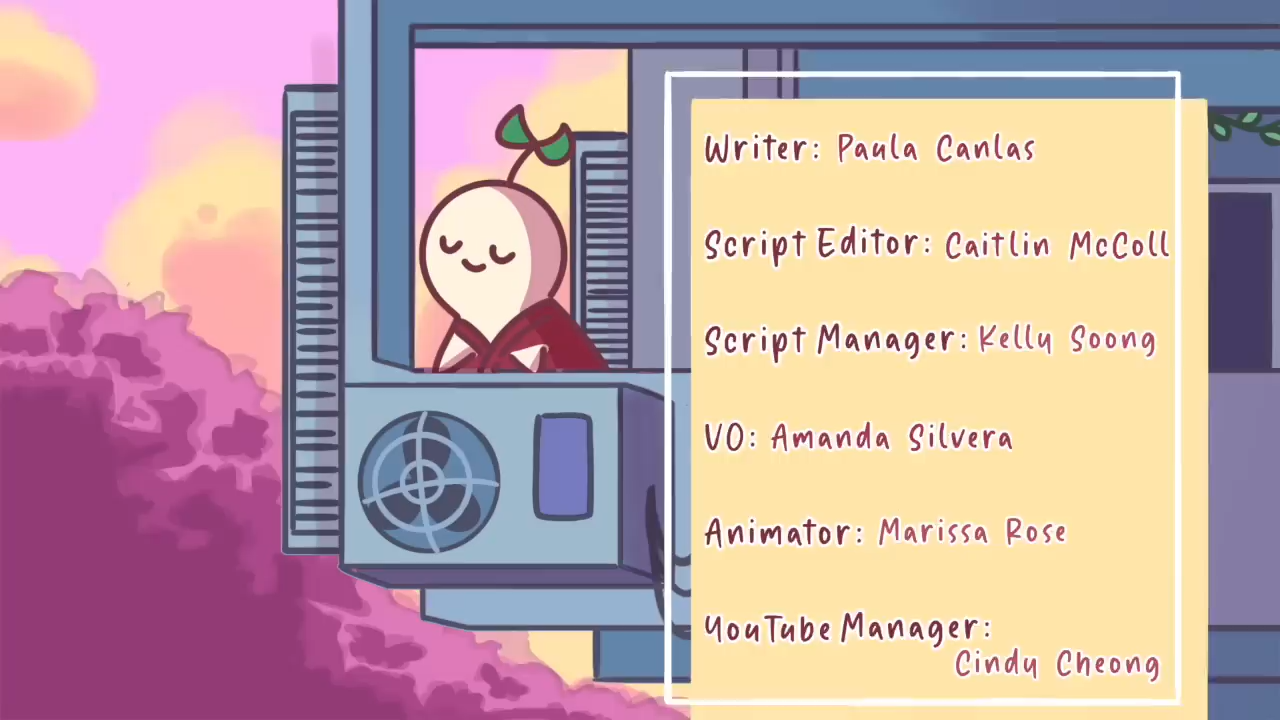 Writer: Paula Canlas
Script Editor: Caitlin McColl
Script Manager: Kelly Soong
VO: Amanda Silvera
Animator: Marissa Rose
YouTube Manager:
Cindy Cheong